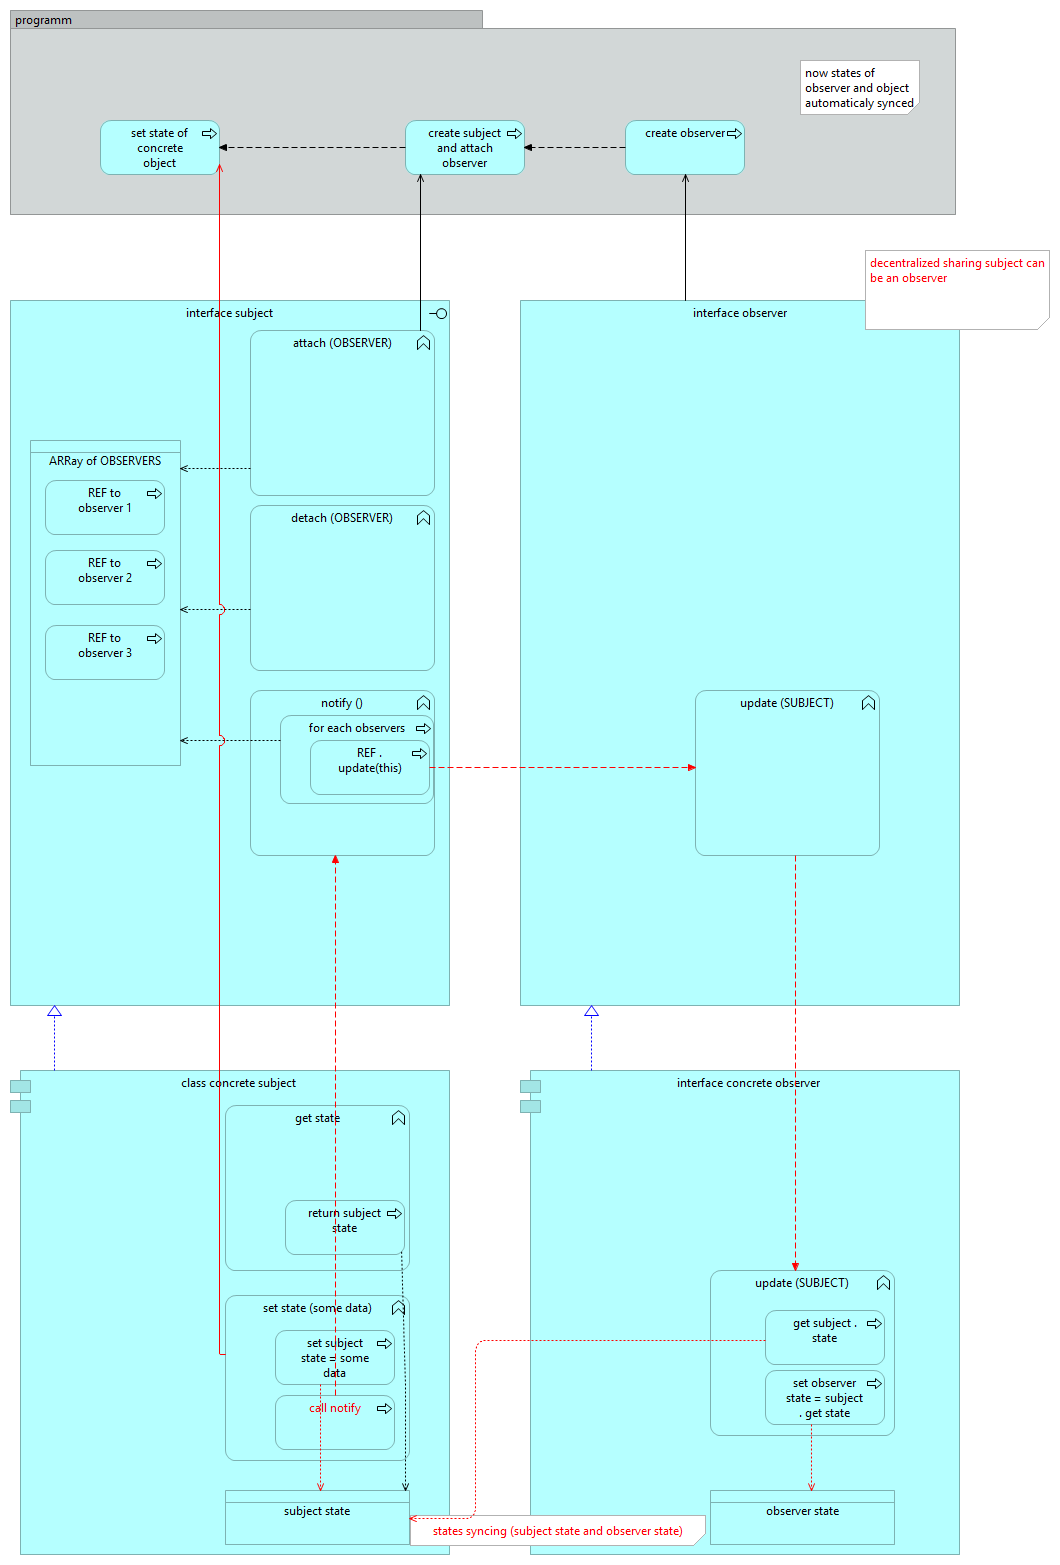 programm
now states of
observer and object
automaticaly synced
set state of
concrete
object
create subject
and attach
observer
create observer
decentralized sharing subject can
be an observer
interface subject
interface observer
attach (OBSERVER)
ARRay of OBSERVERS
REF to
observer 1
detach (OBSERVER)
REF to
observer 2
REF to
observer 3
notify ()
for each observers
REF .
update(this)
update (SUBJECT)
class concrete subject
interface concrete observer
get state
return subject
state
update (SUBJECT)
set state (some data)
get subject .
state
set subject
state = some
data
set observer
state = subject
. get state
call notify
subject state
observer state
states syncing (subject state and observer state)